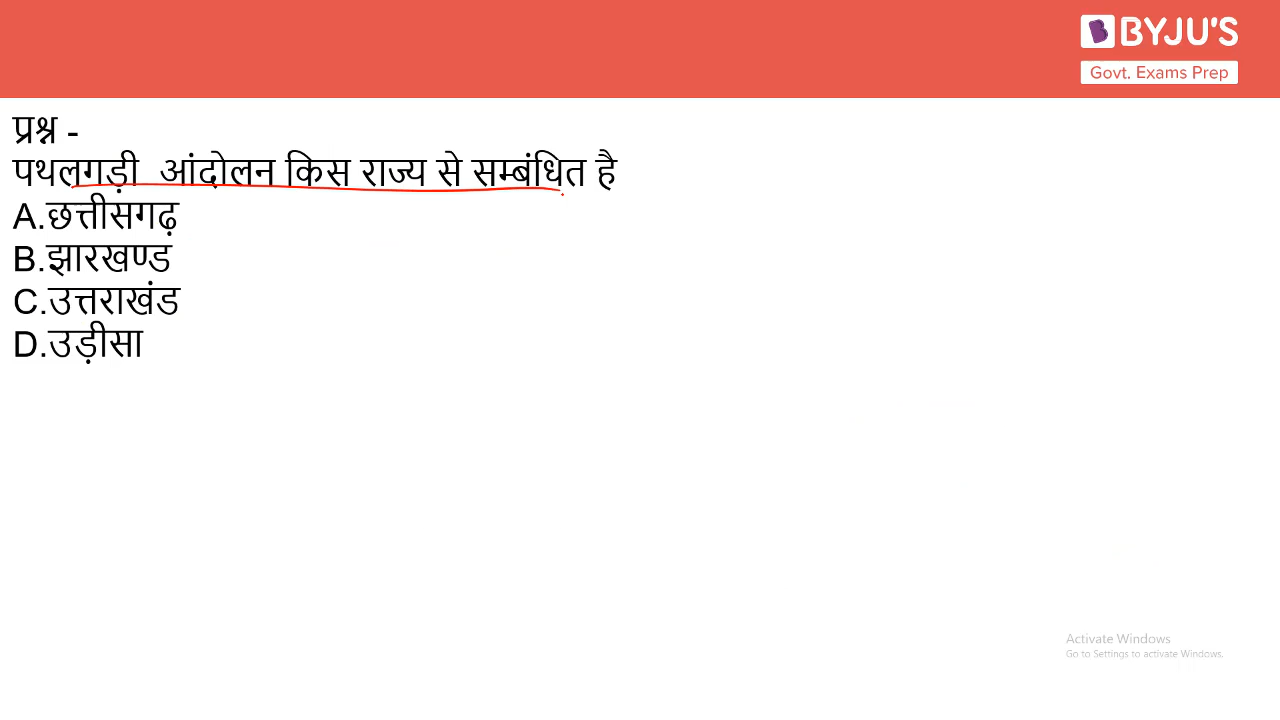 BYJU'S
Govt. Exams Prep
प्रश्न -
पथलगड़ी आंदोलन किस राज्य से सम्बंधित है
A.छत्तीसगढ़
B.झारखण्ड
C.उत्तराखंड
D.उड़ीसा
Activate Windows
Go to Settings to activate Windows.